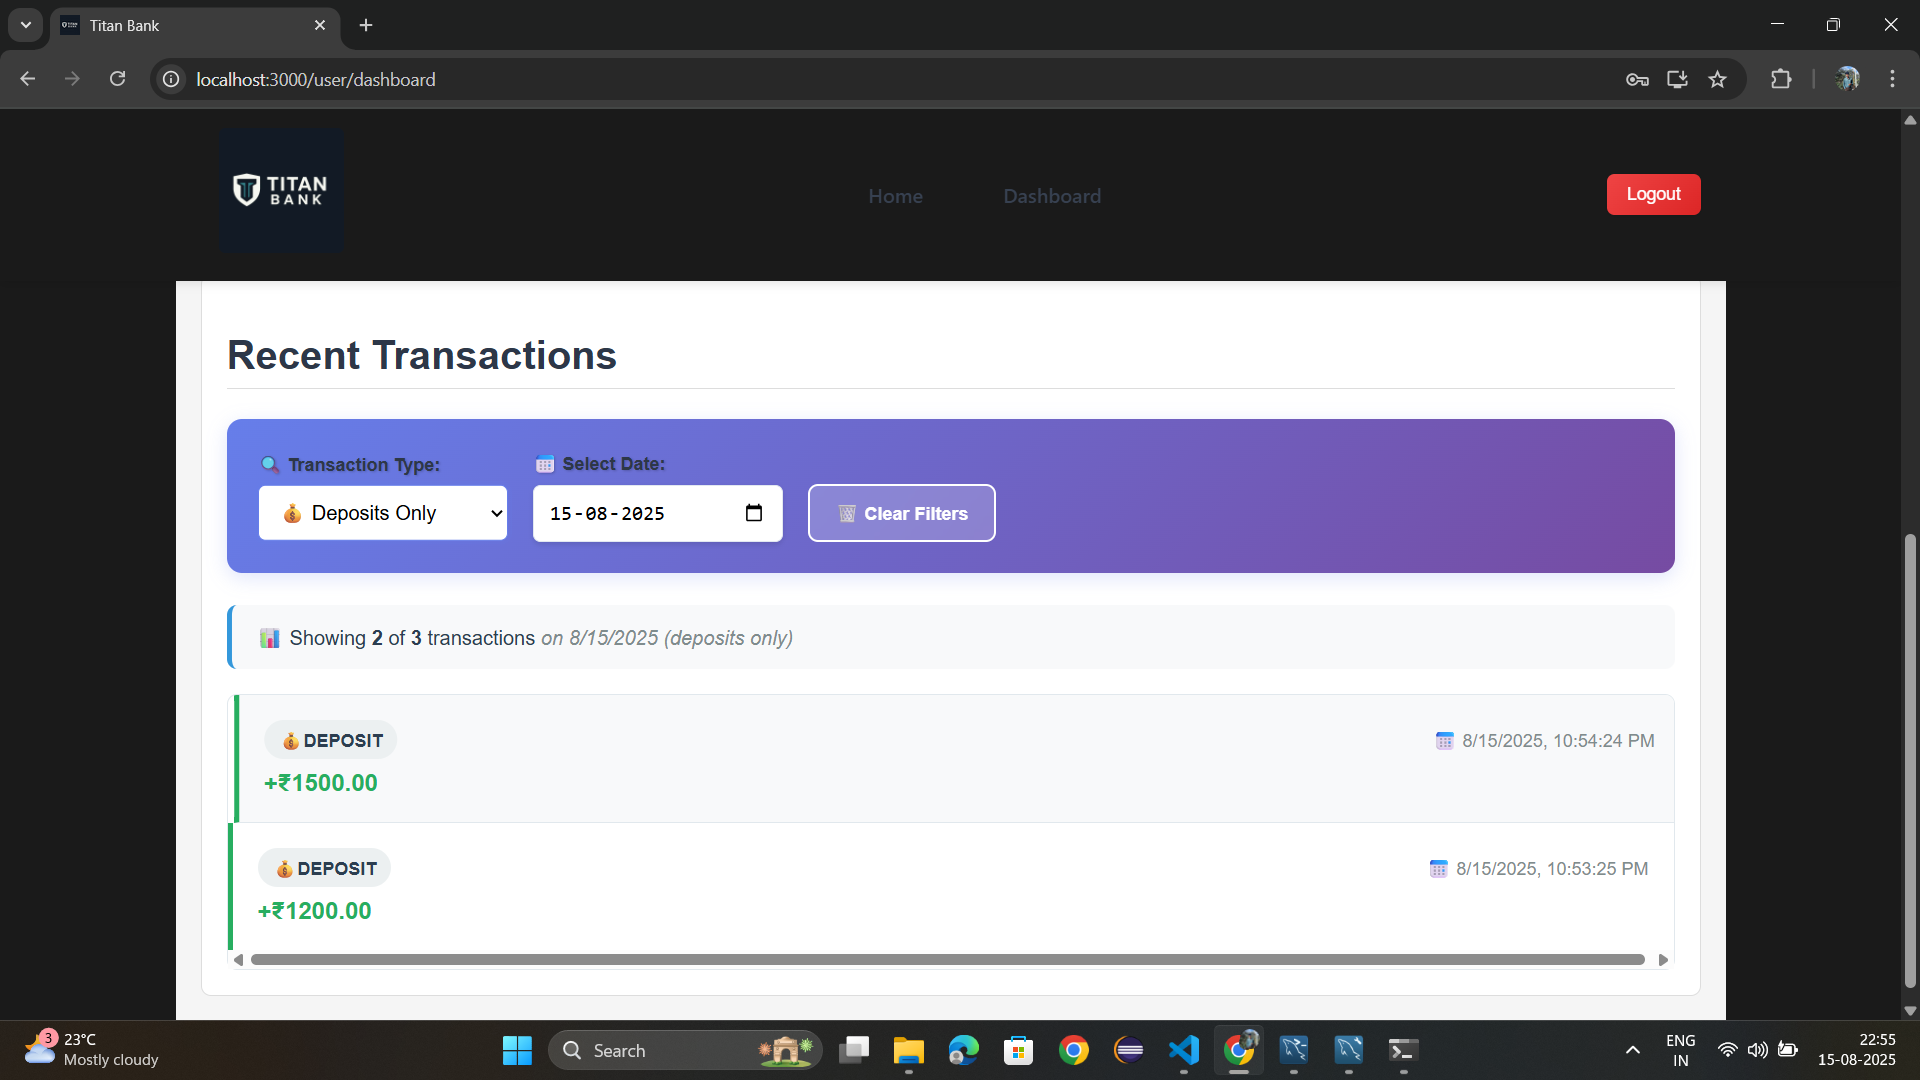 Titan Bank
localhost:3000/user/dashboard
TITAN
BANK
Home
Dashboard
Logout
Recent Transactions
Transaction Type:
Select Date:
Deposits Only
15-08-2025
Clear Filters
Showing 2 of 3 transactions on 8/15/2025 (deposits only)
DEPOSIT
8/15/2025, 10:54:24 PM
+₹1500.00
DEPOSIT
8/15/2025, 10:53:25 PM
+₹1200.00
3
23°C
Mostly cloudy
Search
ENG
IN
22:55
15-08-2025